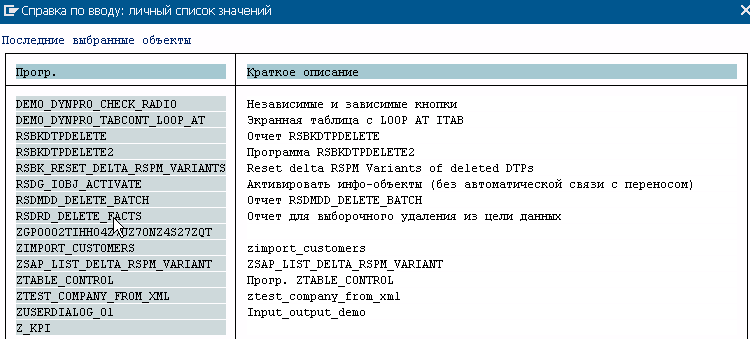 Справка по вводу: личный список значений
Последние выбранные объекты
Прогр. Краткое описание
DEMO_DYNPRO_CHECK_RADIO Независимые и зависимые кнопки
DEMO_DYNPRO_TABCONT_LOOP_AT Экранная таблица с LOOP AT ITAB
RSBKDTPDELETE Отчет RSBKDTPDELETE
RSBKDTPDELETE2 Программа RSBKDTPDELETE2
RSBK_RESET_DELTA_RSPM_VARIANTS Reset delta RSPM Variants of deleted DTPs
RSDG_IOBJ_ACTIVATE Активировать инфо-объекты (без автоматической связи с переносом)
RSDMDD_DELETE_BATCH Отчет RSDMDD_DELETE_BATCH
RSDRD_DELETE_FACTS Отчет для выборочного удаления из цели данных
ZIMPORT_CUSTOMERS zimport_customers
ZSAP_LIST_DELTA_RSPM_VARIANT ZSAP_LIST_DELTA_RSPM_VARIANT
ZTABLE_CONTROL Прогр. ZTABLE_CONTROL
ZTEST_COMPANY_FROM_XML ztest_company_from_xml
ZUSERDIALOG_01 Input_output_demo
Z_KPI